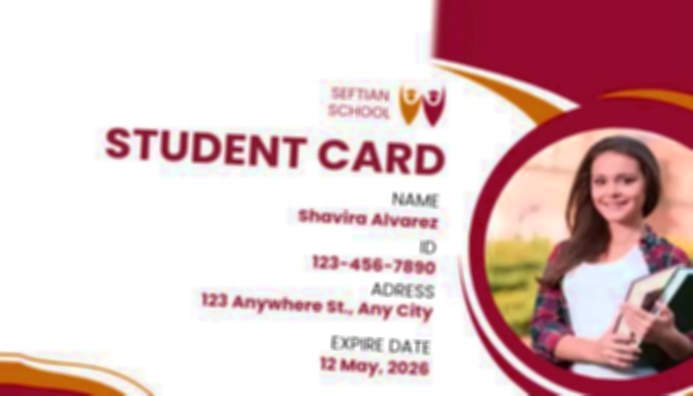 SEFTIAN
SCHOOL
STUDENT CARD
NAME
Shavira Alvarez
ID
123-456-7890
ADRESS
123 Anywhere St., Any City
EXPIRE DATE
12 May, 2026